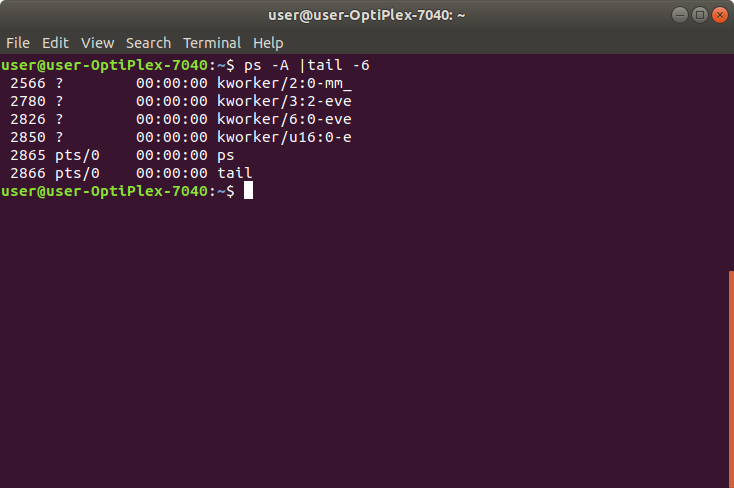 user@user-OptiPlex-7040: ~
File Edit View Search Terminal Help
user@user-OptiPlex-7040:~$ ps -A |tail -6
 2566 ?        00:00:00 kworker/2:0-mm_
 2780 ?        00:00:00 kworker/3:2-eve
 2826 ?        00:00:00 kworker/6:0-eve
 2850 ?        00:00:00 kworker/u16:0-e
 2865 pts/0    00:00:00 ps
 2866 pts/0    00:00:00 tail
user@user-OptiPlex-7040:~$